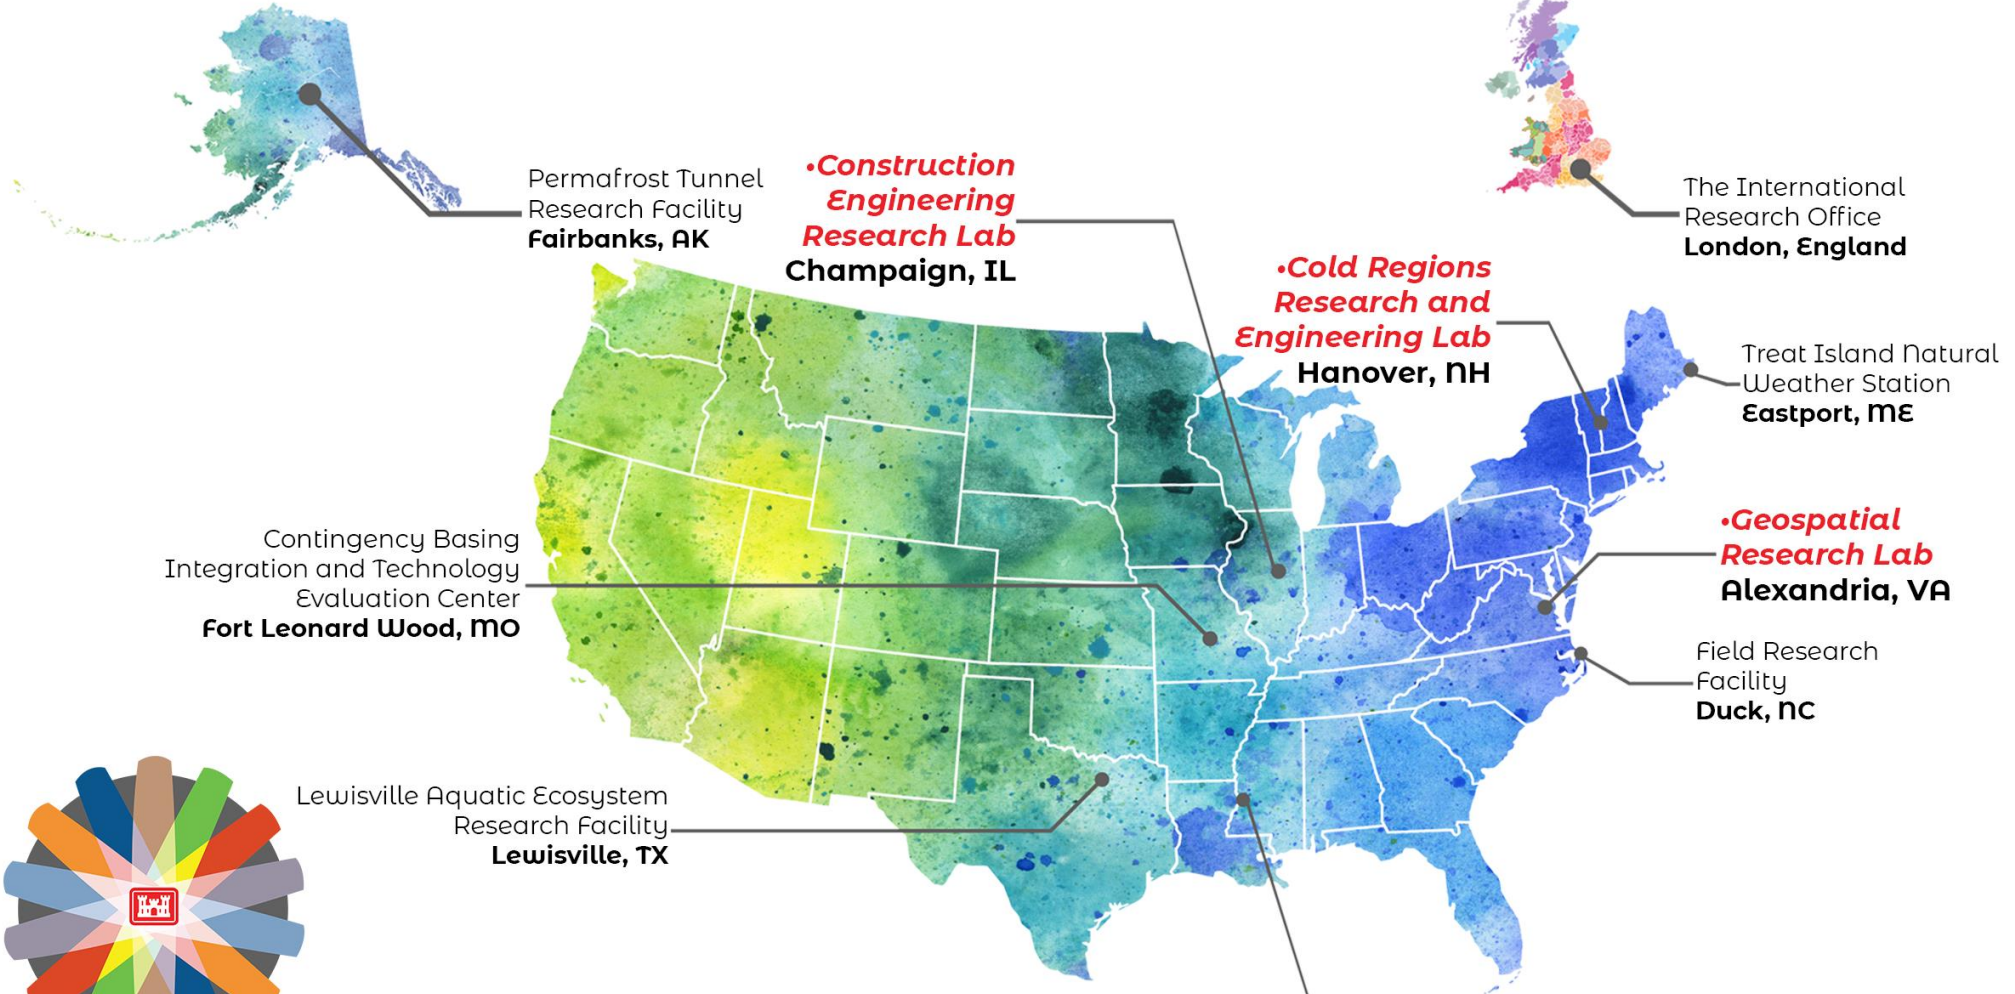 Permafrost Tunnel
Research Facility
Fairbanks, AK
•Construction
Engineering
Research Lab
Champaign, IL
The International
Research Office
London, England
•Cold Regions
Research and
Engineering Lab
Hanover, NH
Treat Island Natural
Weather Station
Eastport, ME
Contingency Basing
Integration and Technology
Evaluation Center
Fort Leonard Wood, MO
•Geospatial
Research Lab
Alexandria, VA
Field Research
Facility
Duck, NC
Lewisville Aquatic Ecosystem
Research Facility
Lewisville, TX